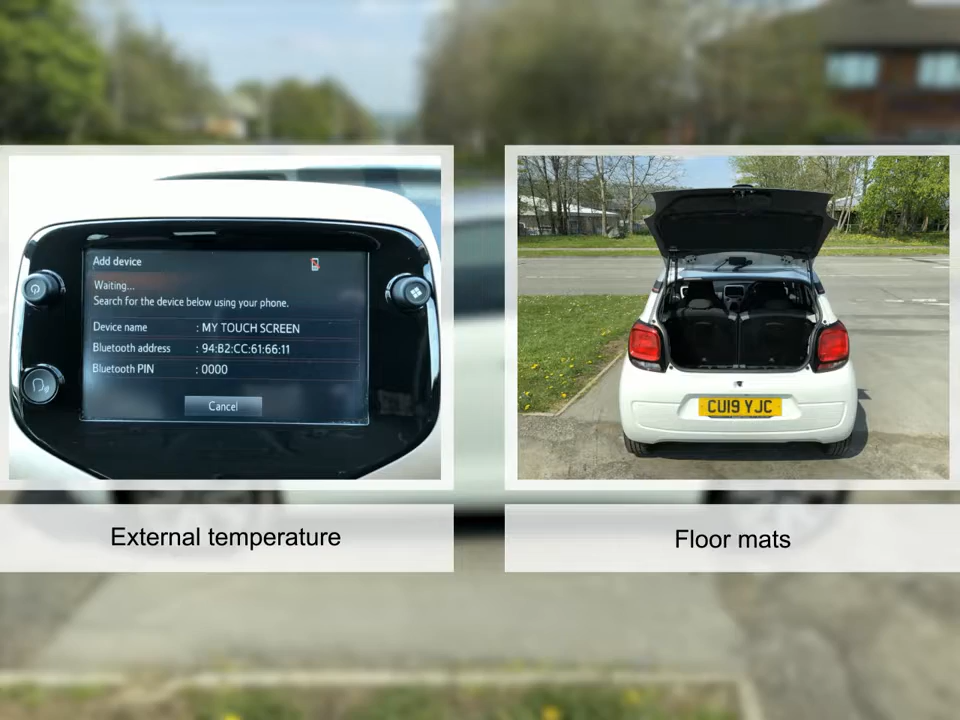 Add device
Waiting...
Search for the device below using your phone.
Device name : MY TOUCH SCREEN
Bluetooth address : 94:B2:CC:61:66:11
Bluetooth PIN : 0000
Cancel
CU19 YJC
External temperature
Floor mats